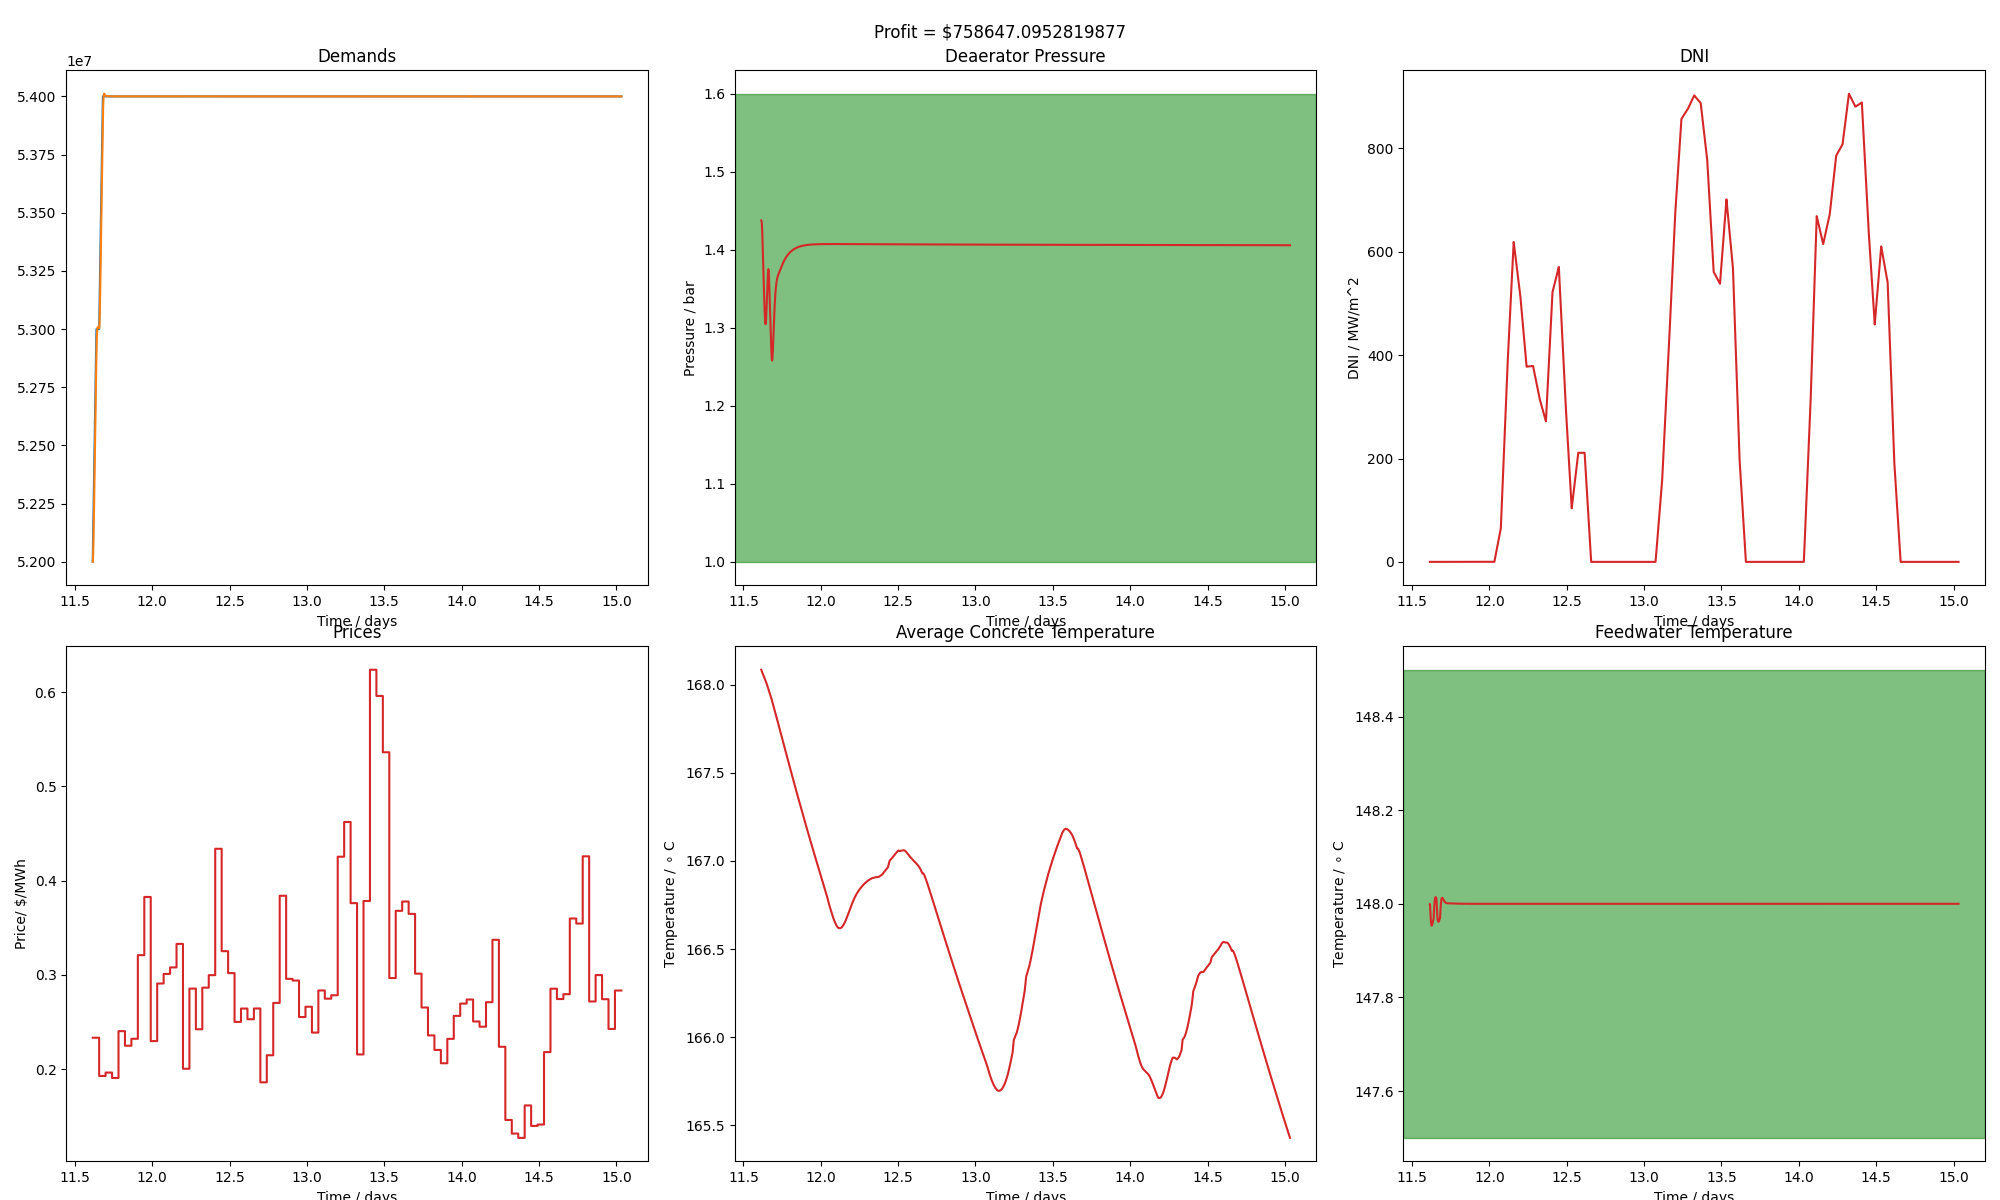 Profit = $758647.0952819877
Demands
1e7
5.400
5.375
5.350
5.325
5.300
5.275
5.250
5.225
5.200
11.5 12.0 12.5 13.0 13.5 14.0 14.5 15.0
Time / days
Deaerator Pressure
Pressure / bar
1.6
1.5
1.4
1.3
1.2
1.1
1.0
11.5 12.0 12.5 13.0 13.5 14.0 14.5 15.0
Time / days
DNI
DNI / MW/m^2
800
600
400
200
0
11.5 12.0 12.5 13.0 13.5 14.0 14.5 15.0
Time / days
Prices
Price/ $/MWh
0.6
0.5
0.4
0.3
0.2
11.5 12.0 12.5 13.0 13.5 14.0 14.5 15.0
Time / days
Average Concrete Temperature
Temperature / ∘ C
168.0
167.5
167.0
166.5
166.0
165.5
11.5 12.0 12.5 13.0 13.5 14.0 14.5 15.0
Time / days
Feedwater Temperature
Temperature / ∘ C
148.4
148.2
148.0
147.8
147.6
11.5 12.0 12.5 13.0 13.5 14.0 14.5 15.0
Time / days